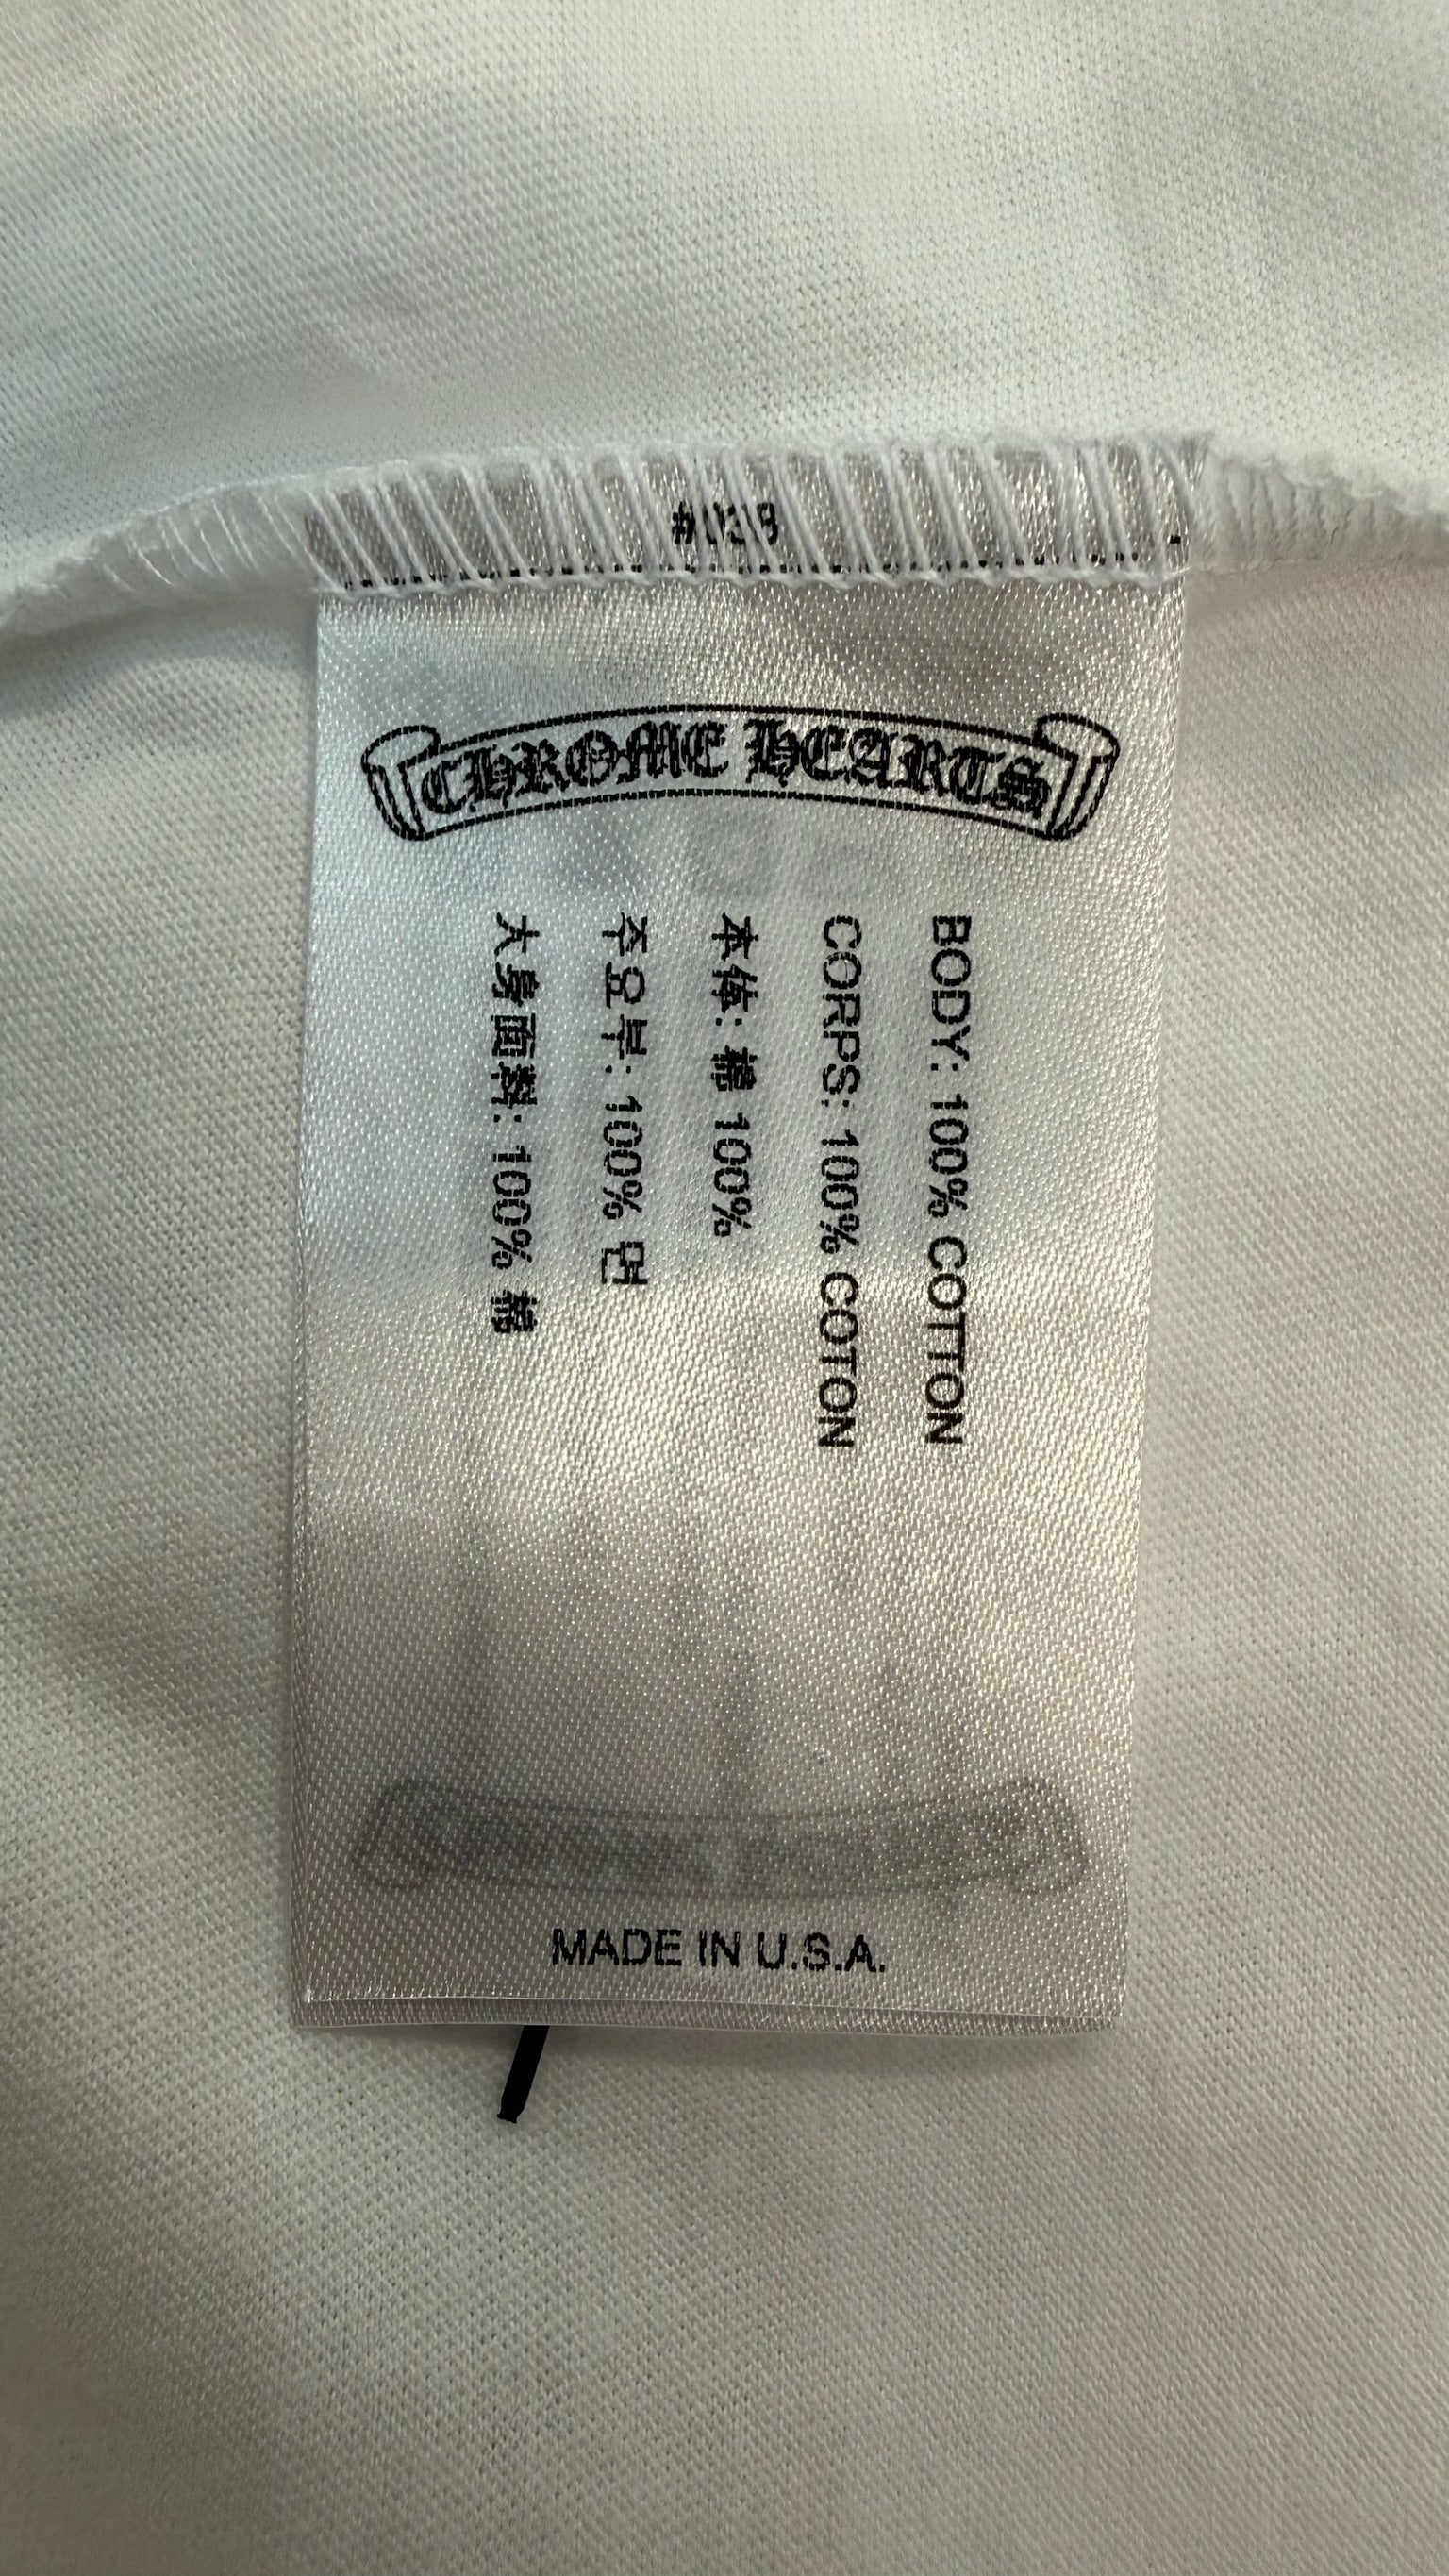 CHROME HEARTS
BODY: 100% COTTON
CORPS: 100% COTON
本体: 綿 100%
주요부: 100% 면
大身面料: 100% 棉
MADE IN U.S.A.